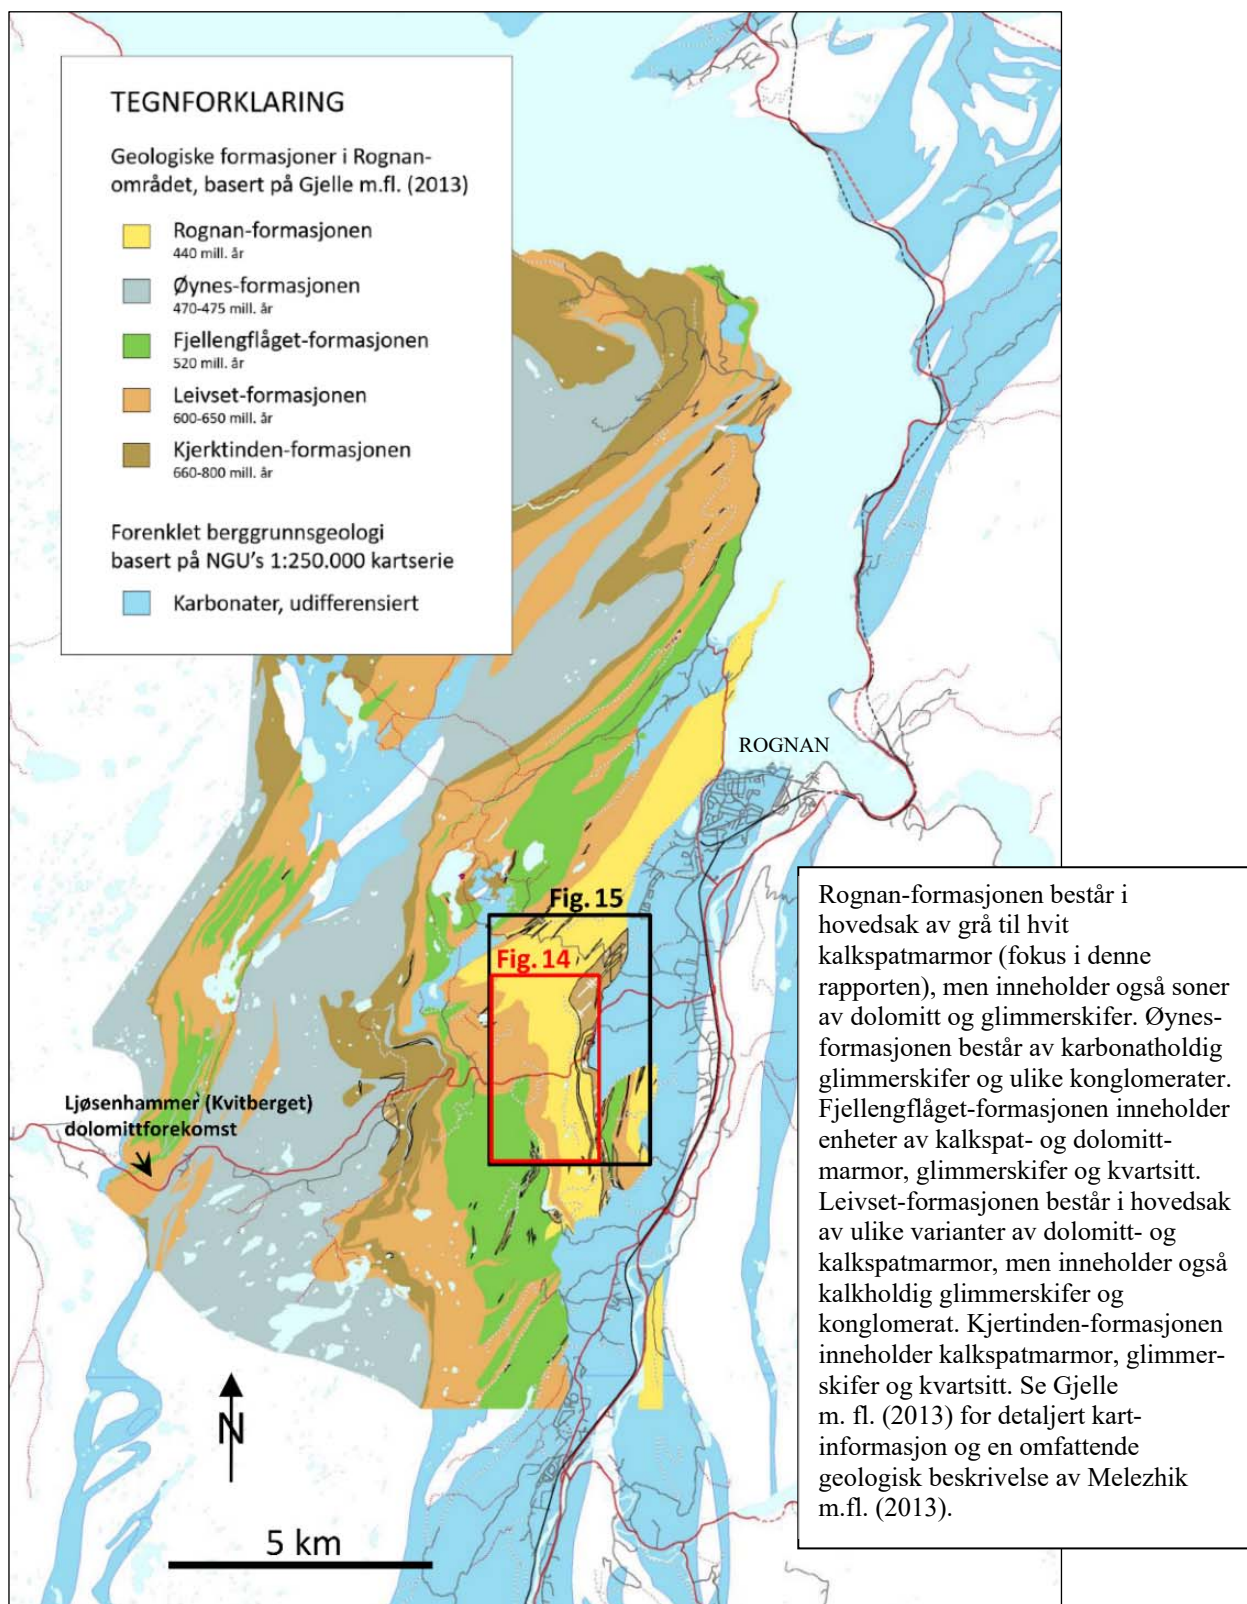 TEGNFORKLARING
Geologiske formasjoner i Rognan-
området, basert på Gjelle m.fl. (2013)
Rognan-formasjonen
440 mill. år
Øynes-formasjonen
470-475 mill. år
Fjellengflåget-formasjonen
520 mill. år
Leivset-formasjonen
600-650 mill. år
Kjerktinden-formasjonen
660-800 mill. år
Forenklet berggrunnsgeologi
basert på NGU's 1:250.000 kartserie
Karbonater, udifferensiert
ROGNAN
Fig. 15
Fig. 14
Ljøsenhammer (Kvitberget)
dolomittforekomst
N
5 km
Rognan-formasjonen består i
hovedsak av grå til hvit
kalkspatmarmor (fokus i denne
rapporten), men inneholder også soner
av dolomitt og glimmerskifer. Øynes-
formasjonen består av karbonatholdig
glimmerskifer og ulike konglomerater.
Fjellengflåget-formasjonen inneholder
enheter av kalkspat- og dolomitt-
marmor, glimmerskifer og kvartsitt.
Leivset-formasjonen består i hovedsak
av ulike varianter av dolomitt- og
kalkspatmarmor, men inneholder også
kalkholdig glimmerskifer og
konglomerat. Kjertinden-formasjonen
inneholder kalkspatmarmor, glimmer-
skifer og kvartsitt. Se Gjelle
m. fl. (2013) for detaljert kart-
informasjon og en omfattende
geologisk beskrivelse av Melezhik
m.fl. (2013).